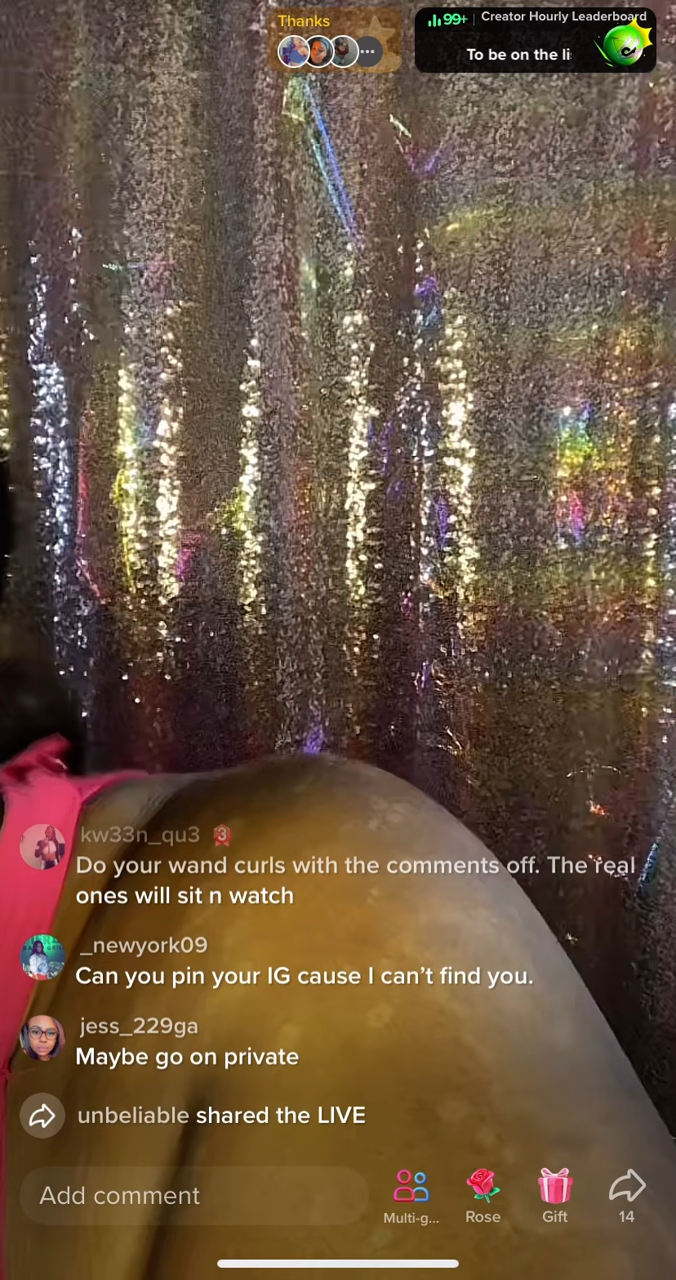 Thanks
99+ | Creator Hourly Leaderboard
To be on the li
kw33n_qu3 3
Do your wand curls with the comments off. The real
ones will sit n watch
_newyork09
Can you pin your IG cause I can’t find you.
jess_229ga
Maybe go on private
unbeliable shared the LIVE
Add comment
Multi-g...
Rose
Gift
14